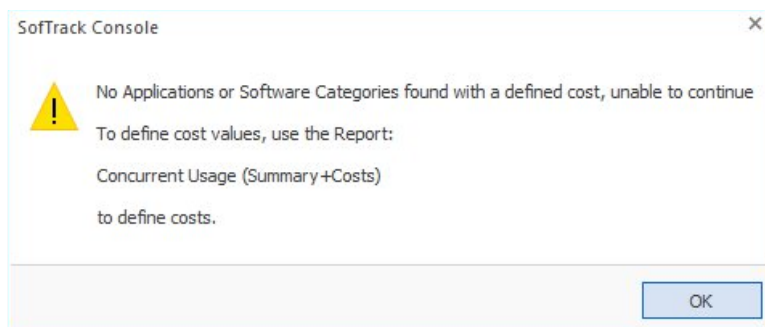 SofTrack Console
No Applications or Software Categories found with a defined cost, unable to continue
To define cost values, use the Report:
Concurrent Usage (Summary+Costs)
to define costs.
OK